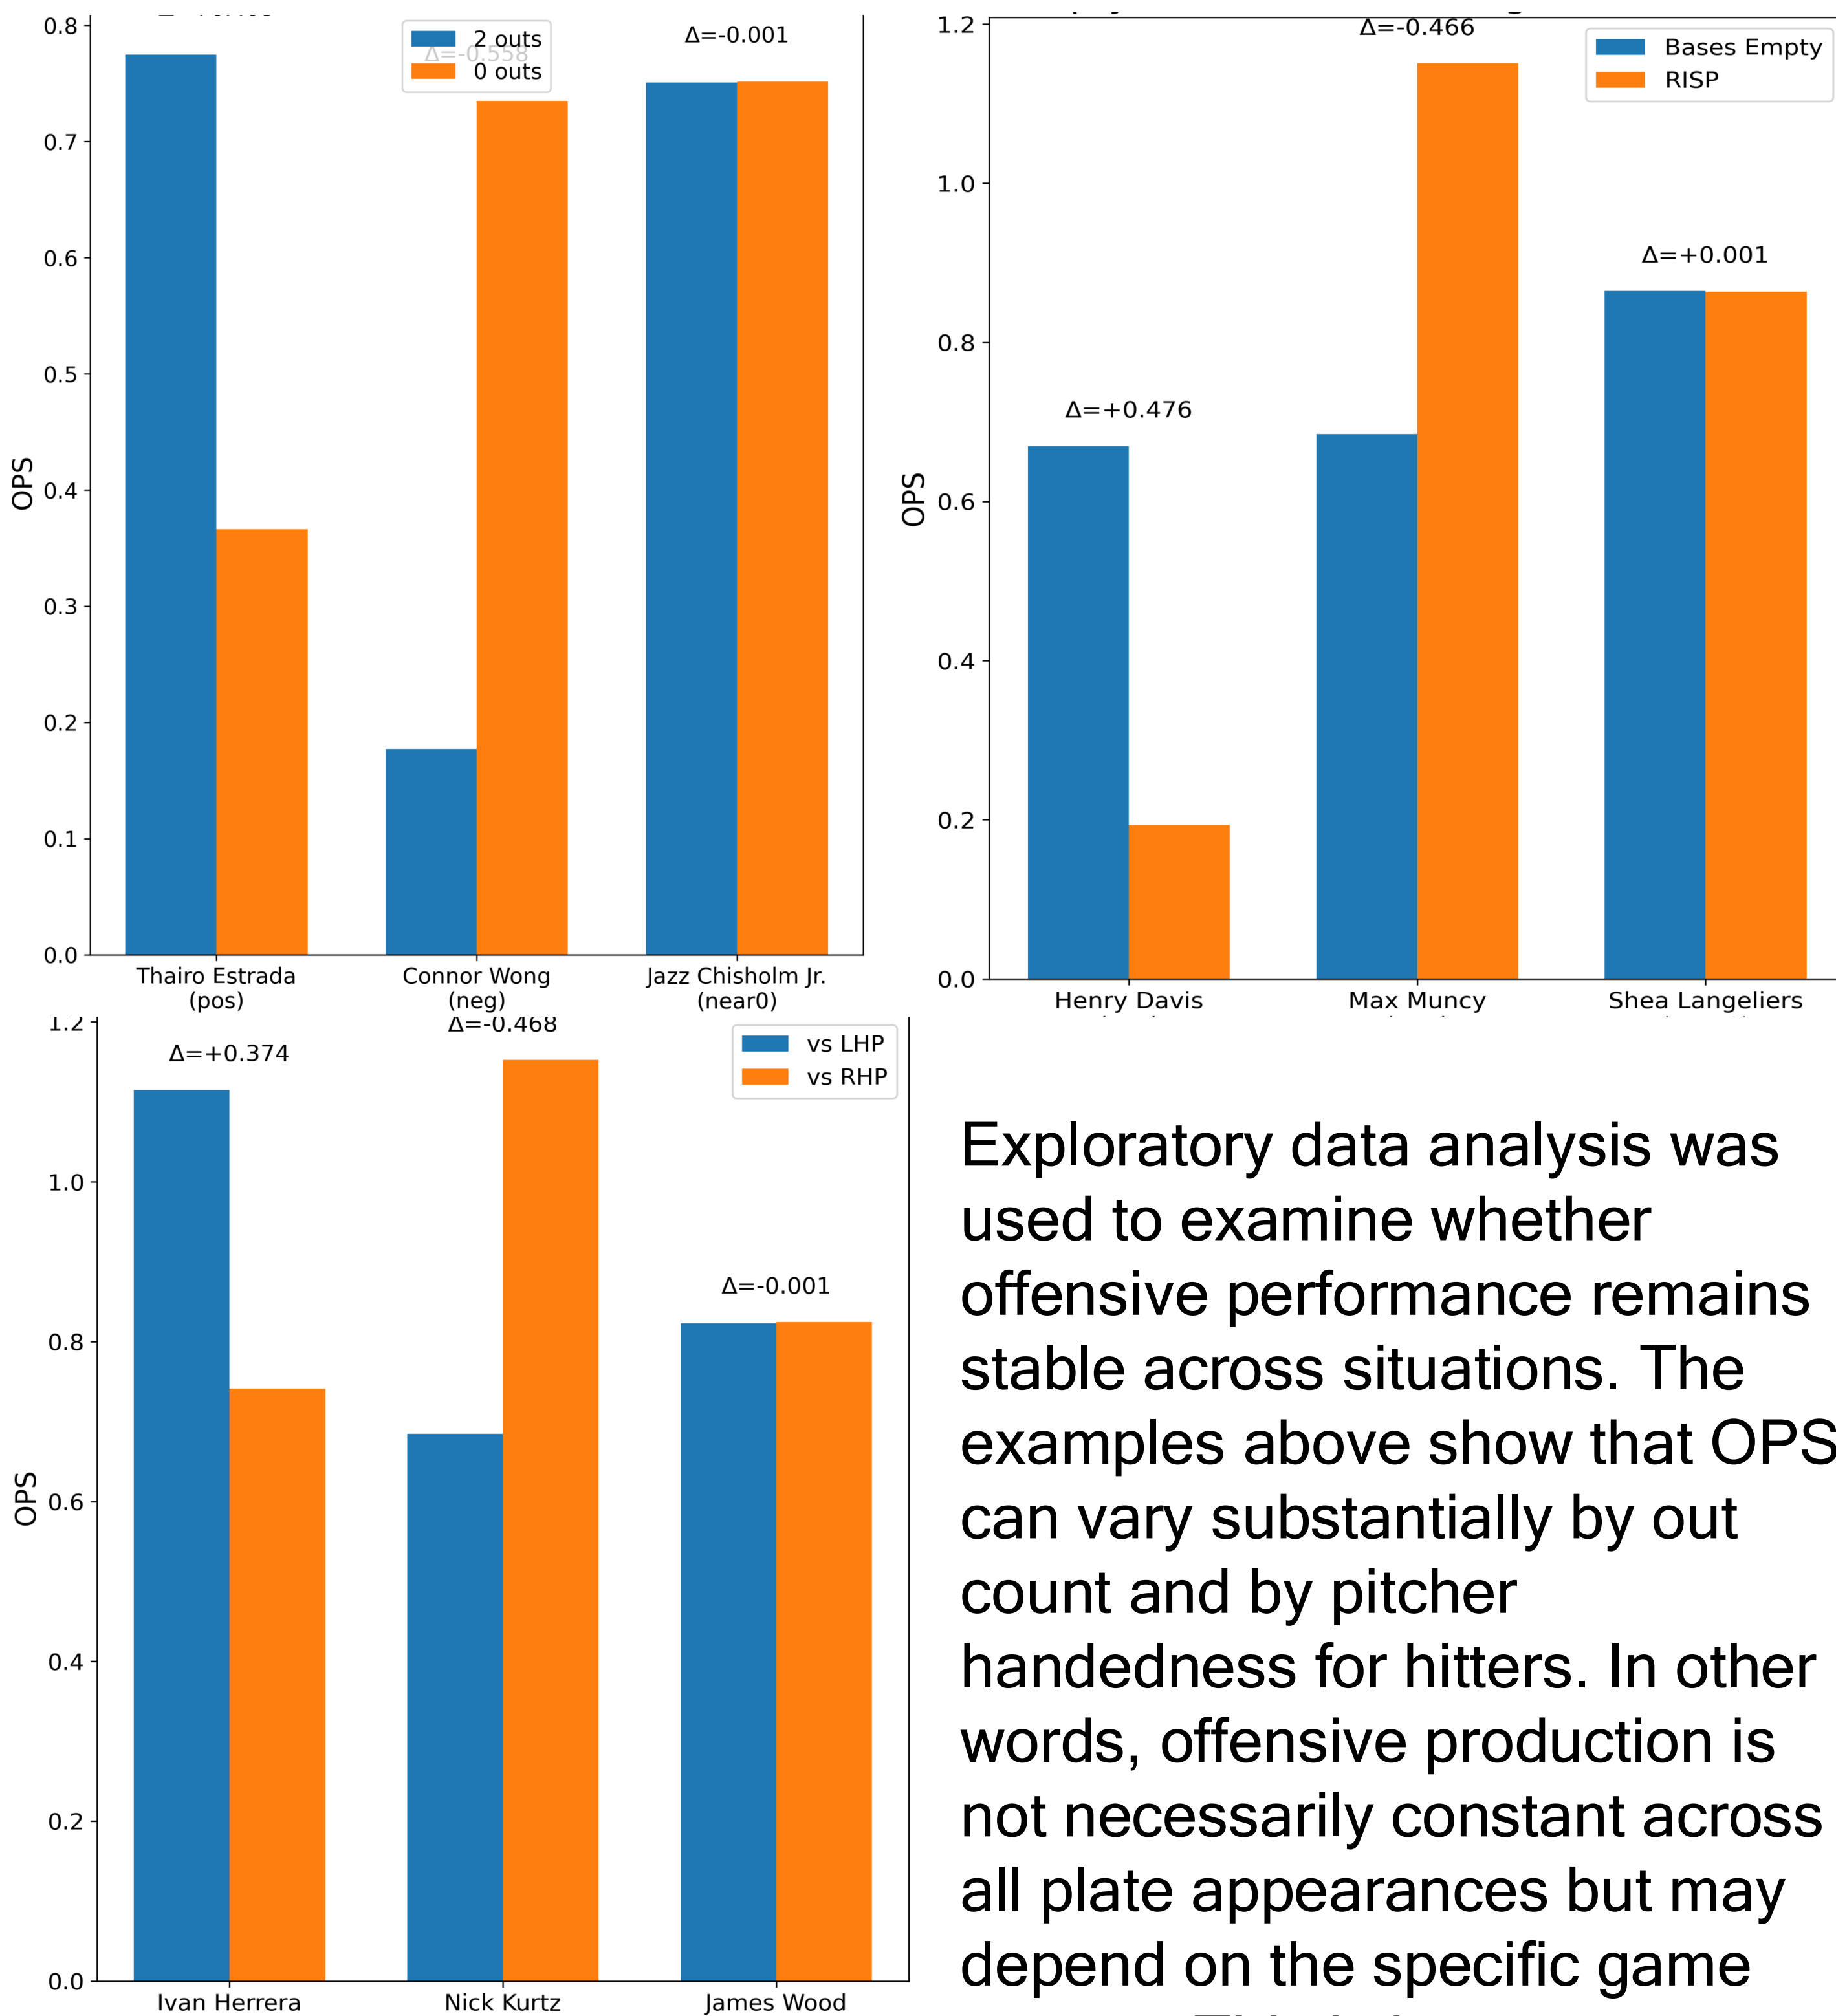 0.8
0.7
0.6
0.5
0.4
0.3
0.2
0.1
0.0
OPS
2 outs
0 outs
Δ=-0.558
Δ=-0.001
Thairo Estrada
(pos)
Connor Wong
(neg)
Jazz Chisholm Jr.
(near0)
1.2
1.0
0.8
0.6
0.4
0.2
0.0
OPS
Δ=-0.466
Bases Empty
RISP
Δ=+0.001
Δ=+0.476
Henry Davis
Max Muncy
Shea Langeliers
1.2
1.0
0.8
0.6
0.4
0.2
0.0
OPS
Δ=-0.468
Δ=+0.374
vs LHP
vs RHP
Δ=-0.001
Ivan Herrera
Nick Kurtz
James Wood
Exploratory data analysis was
used to examine whether
offensive performance remains
stable across situations. The
examples above show that OPS
can vary substantially by out
count and by pitcher
handedness for hitters. In other
words, offensive production is
not necessarily constant across
all plate appearances but may
depend on the specific game